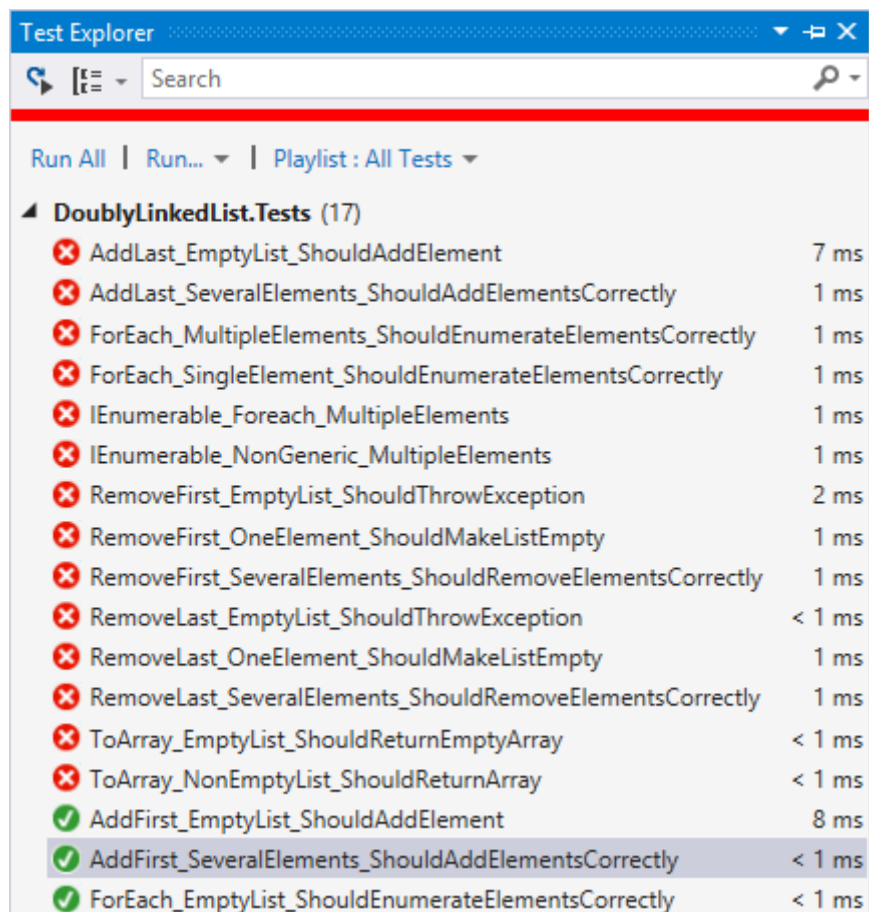 Test Explorer
Search
Run All | Run... | Playlist : All Tests
DoublyLinkedList.Tests (17)
AddLast_EmptyList_ShouldAddElement 7 ms
AddLast_SeveralElements_ShouldAddElementsCorrectly 1 ms
ForEach_MultipleElements_ShouldEnumerateElementsCorrectly 1 ms
ForEach_SingleElement_ShouldEnumerateElementsCorrectly 1 ms
IEnumerable_Foreach_MultipleElements 1 ms
IEnumerable_NonGeneric_MultipleElements 1 ms
RemoveFirst_EmptyList_ShouldThrowException 2 ms
RemoveFirst_OneElement_ShouldMakeListEmpty 1 ms
RemoveFirst_SeveralElements_ShouldRemoveElementsCorrectly 1 ms
RemoveLast_EmptyList_ShouldThrowException < 1 ms
RemoveLast_OneElement_ShouldMakeListEmpty 1 ms
RemoveLast_SeveralElements_ShouldRemoveElementsCorrectly 1 ms
ToArray_EmptyList_ShouldReturnEmptyArray < 1 ms
ToArray_NonEmptyList_ShouldReturnArray < 1 ms
AddFirst_EmptyList_ShouldAddElement 8 ms
AddFirst_SeveralElements_ShouldAddElementsCorrectly < 1 ms
ForEach_EmptyList_ShouldEnumerateElementsCorrectly < 1 ms